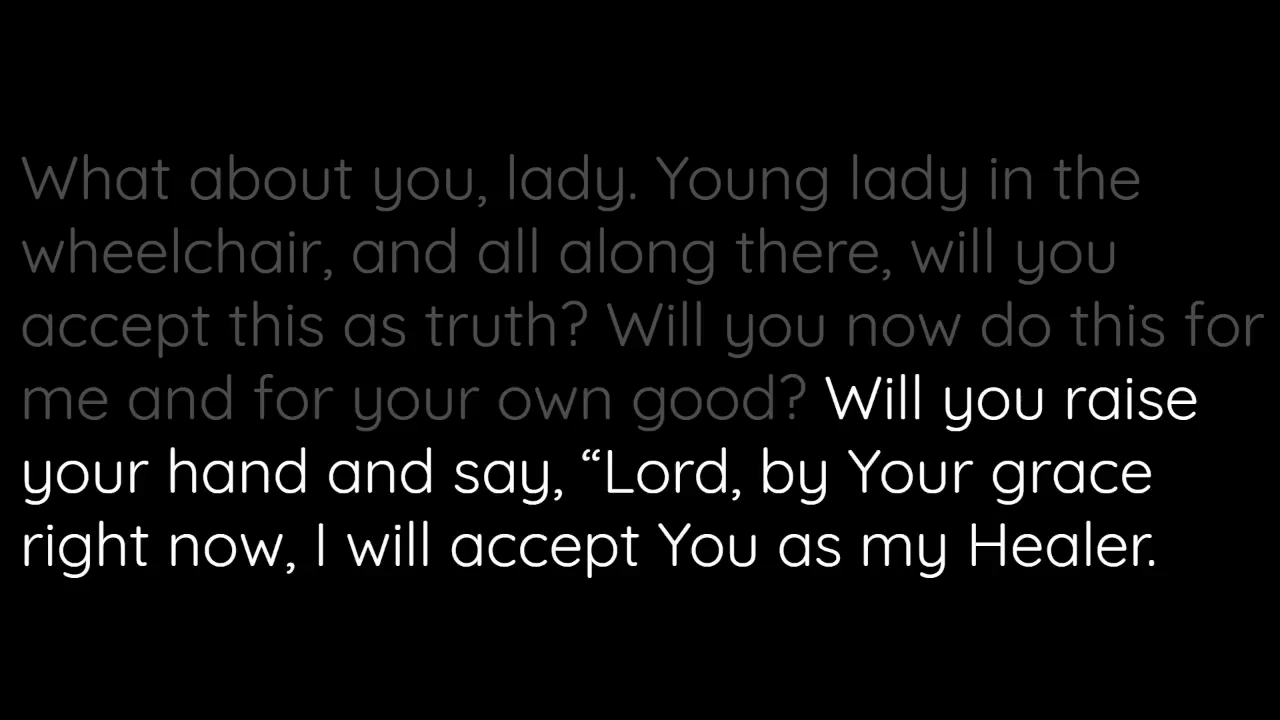 What about you, lady. Young lady in the
wheelchair, and all along there, will you
accept this as truth? Will you now do this for
me and for your own good? Will you raise
your hand and say, “Lord, by Your grace
right now, I will accept You as my Healer.